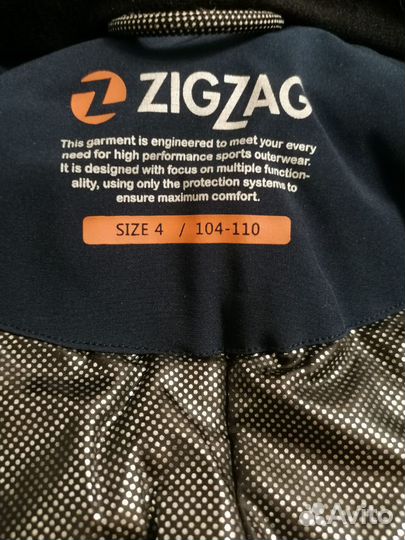 ZIGZAG
This garment is engineered to meet your every
need for high performance sports outerwear.
It is designed with focus on multiple function-
ality, using only the protection systems to
ensure maximum comfort.
SIZE 4 / 104-110
Avito